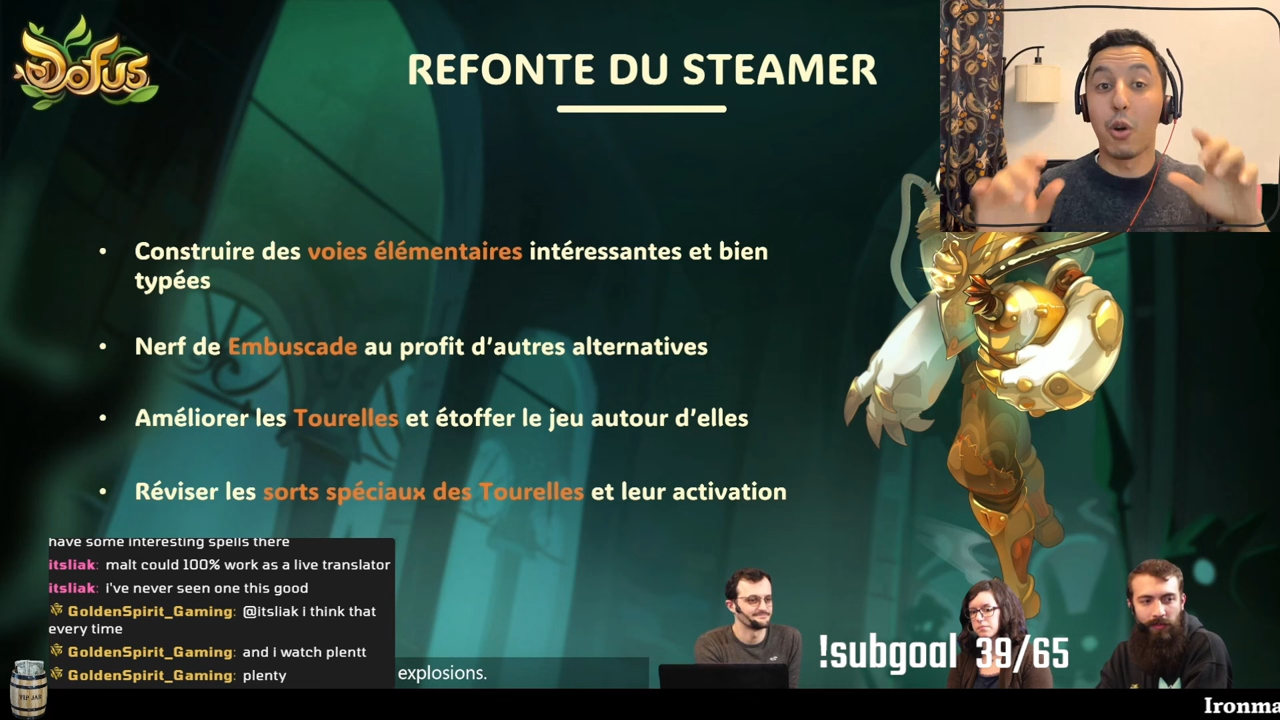 Dofus
REFONTE DU STEAMER
• Construire des voies élémentaires intéressantes et bien
typées
• Nerf de Embuscade au profit d’autres alternatives
• Améliorer les Tourelles et étoffer le jeu autour d’elles
• Réviser les sorts spéciaux des Tourelles et leur activation
have some interesting spells there
itsliak: malt could 100% work as a live translator
itsliak: i've never seen one this good
GoldenSpirit_Gaming: @itsliak i think that
every time
GoldenSpirit_Gaming: and i watch plentt
GoldenSpirit_Gaming: plenty
explosions.
!subgoal 39/65
TIP JAR
Ironma